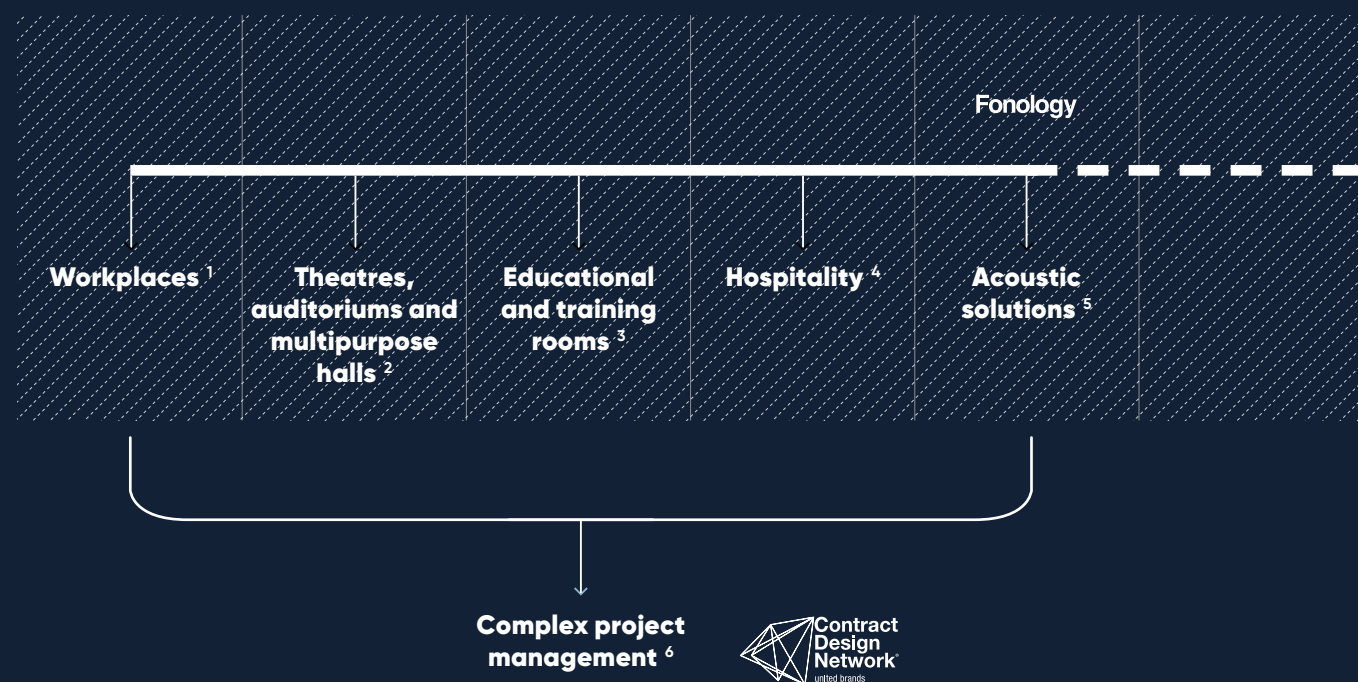 Fonology
Workplaces 1
Theatres,
auditoriums and
multipurpose
halls 2
Educational
and training
rooms 3
Hospitality 4
Acoustic
solutions 5
Complex project
management 6
Contract
Design
Network®
united brands